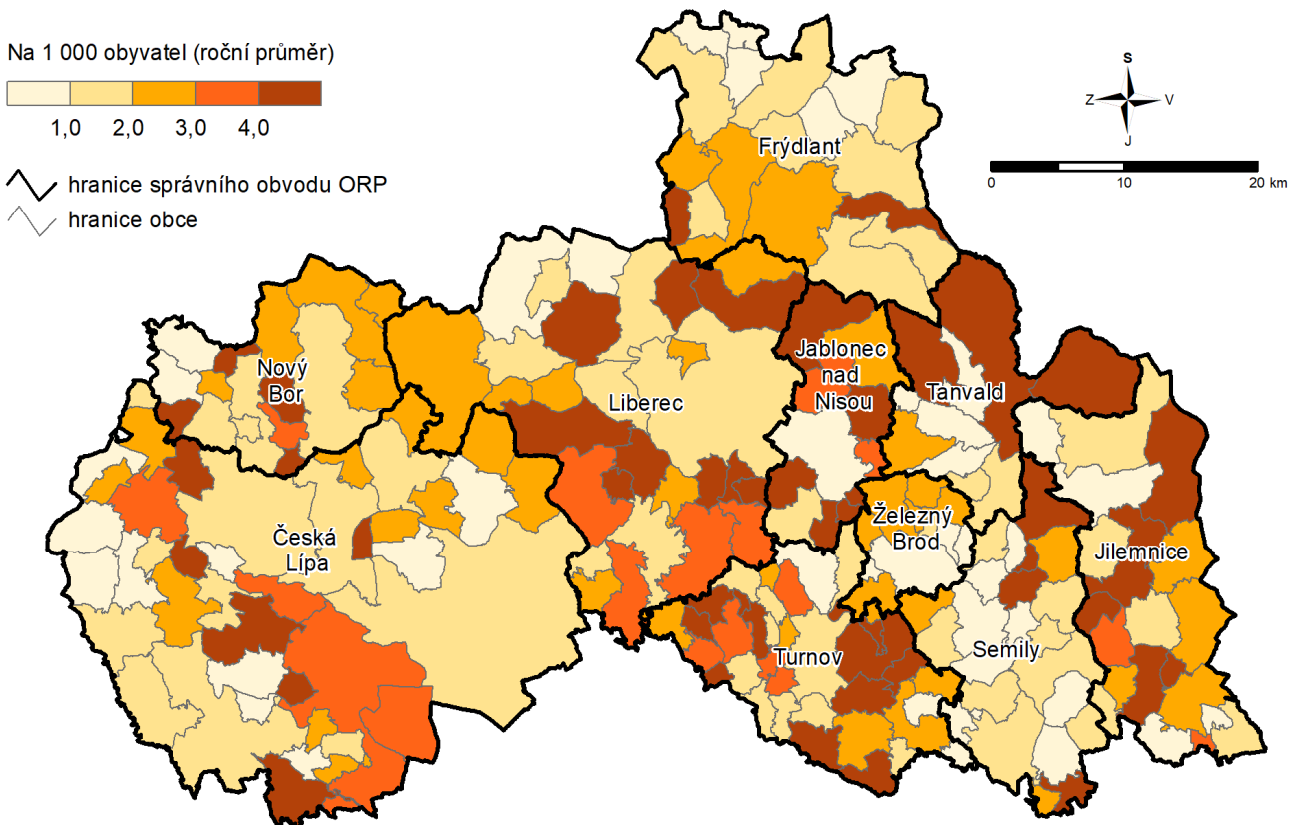 Na 1 000 obyvatel (roční průměr)
1,0 2,0 3,0 4,0
hranice správního obvodu ORP
hranice obce
S
Z V
J
0 10 20 km
Frýdlant
Nový
Bor
Liberec
Jablonec
nad
Nisou
Tanvald
Česká
Lípa
Železný
Brod
Jilemnice
Turnov
Semily